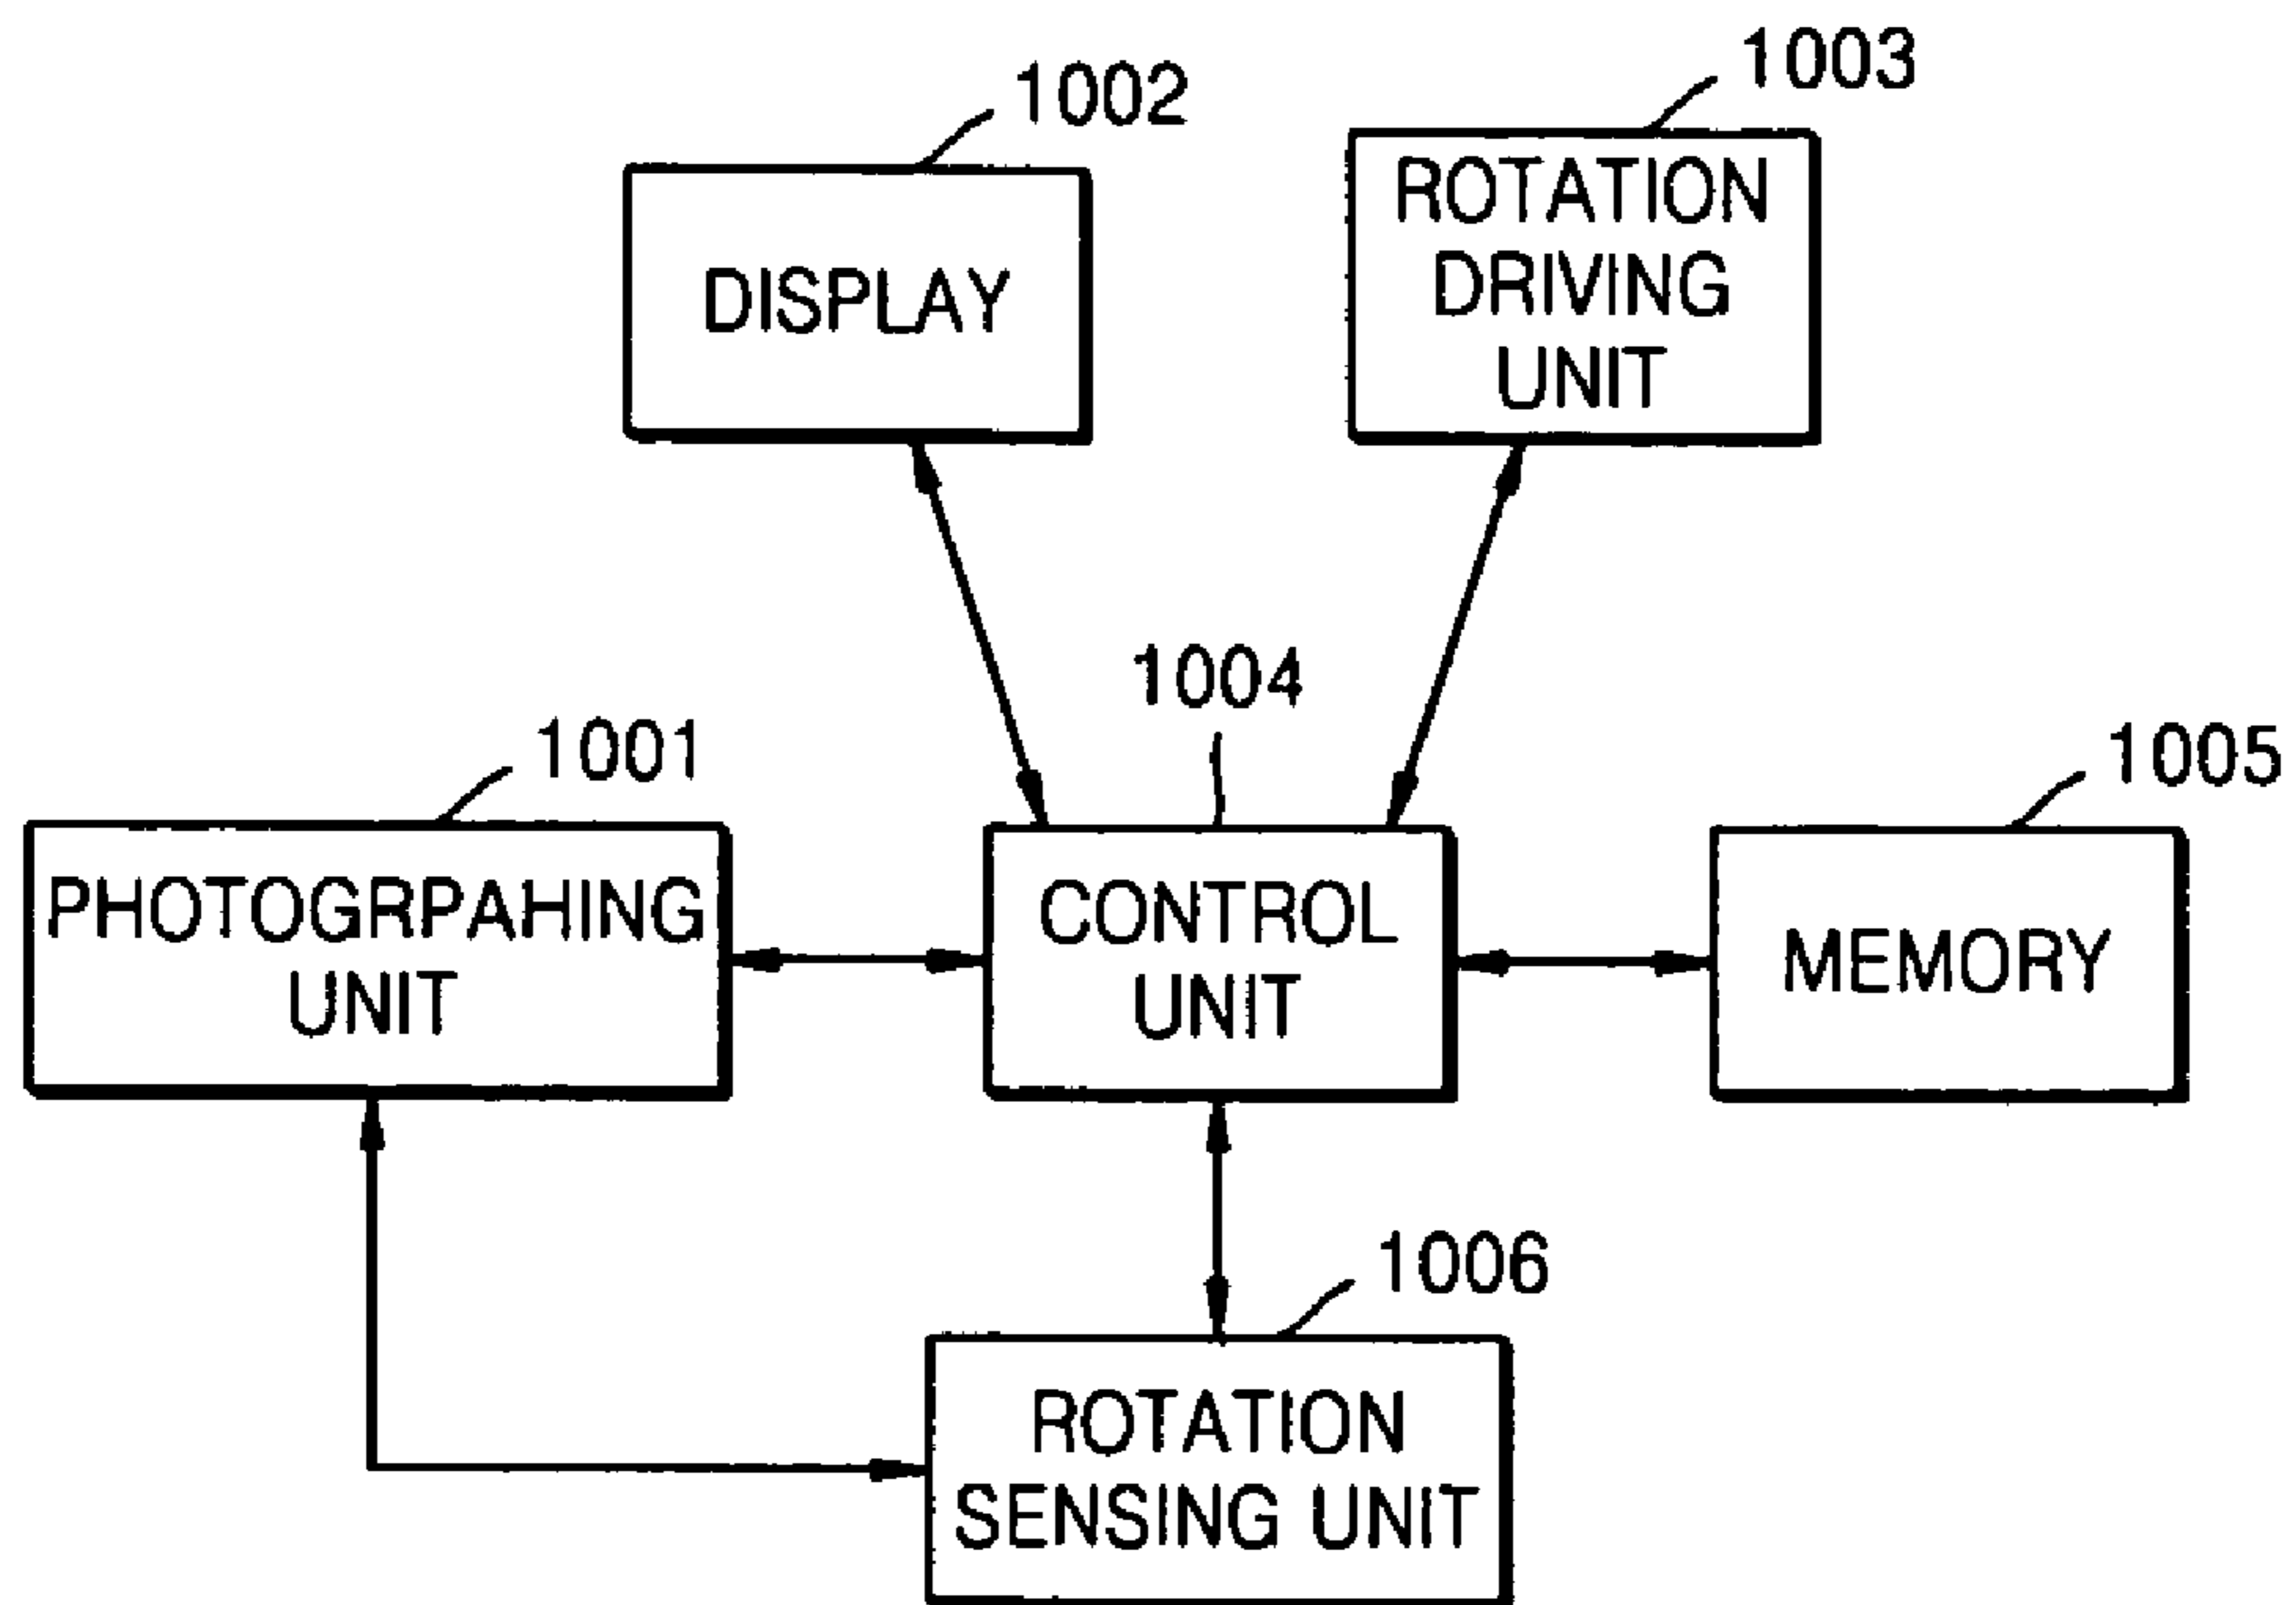 1002
1003
DISPLAY
ROTATION
DRIVING
UNIT
1001
1004
1005
PHOTOGRPAHING
UNIT
CONTROL
UNIT
MEMORY
1006
ROTATION
SENSING UNIT